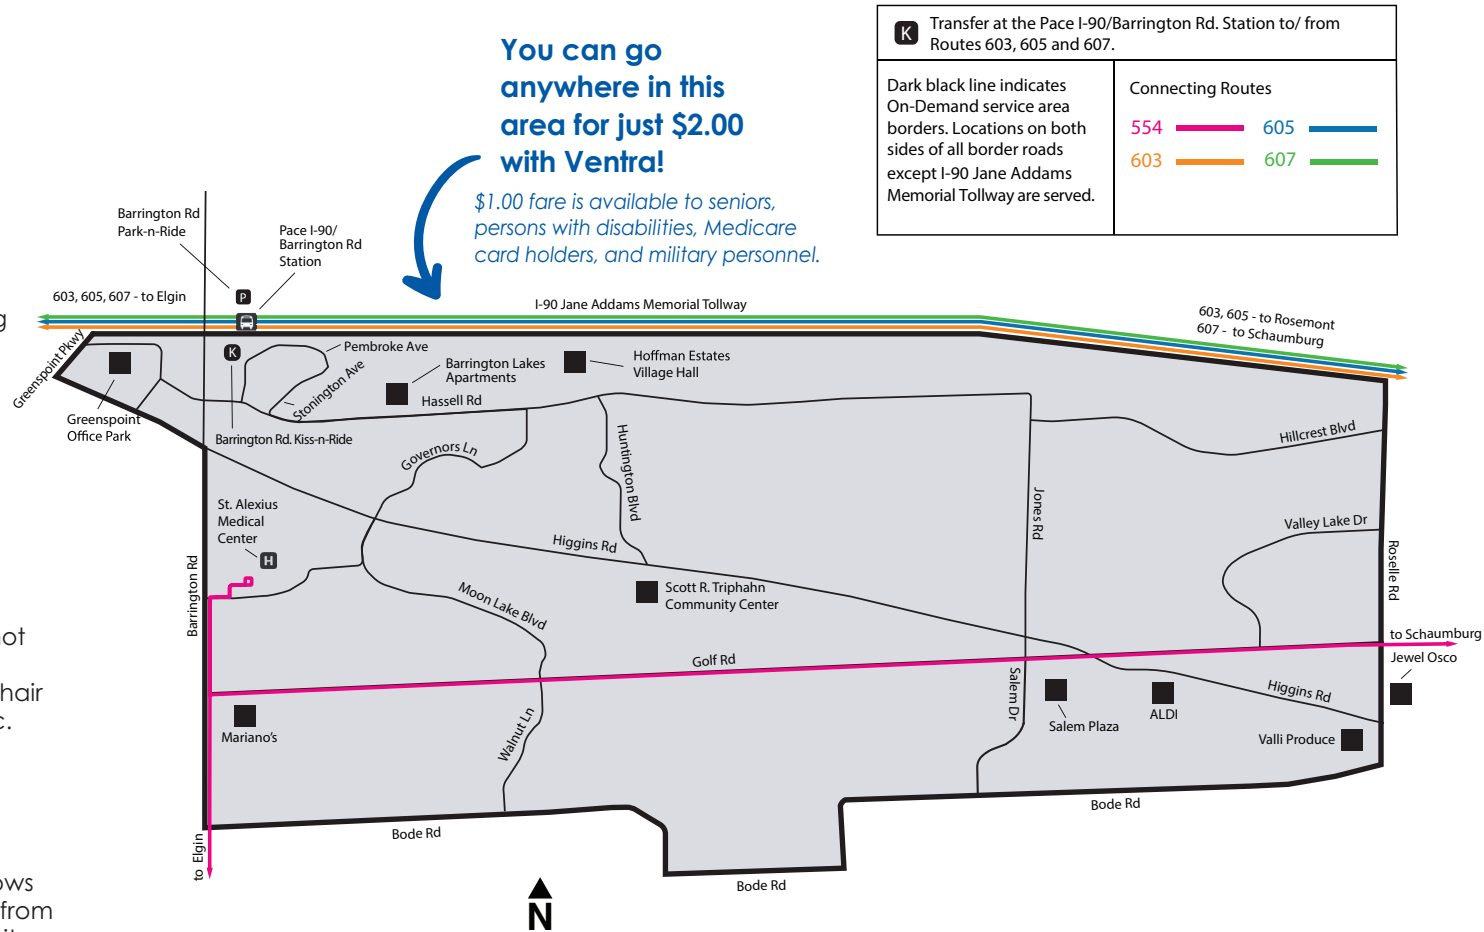 You can go
anywhere in this
area for just $2.00
with Ventra!
$1.00 fare is available to seniors,
persons with disabilities, Medicare
card holders, and military personnel.
K
Transfer at the Pace I-90/Barrington Rd. Station to/ from
Routes 603, 605 and 607.
Dark black line indicates
On-Demand service area
borders. Locations on both
sides of all border roads
except I-90 Jane Addams
Memorial Tollway are served.
Connecting Routes
554
605
603
607
Barrington Rd
Park-n-Ride
Pace I-90/
Barrington Rd
Station
P
603, 605, 607 - to Elgin
I-90 Jane Addams Memorial Tollway
603, 605 - to Rosemont
607 - to Schaumburg
g
Greenspoint Pkwy
K
Pembroke Ave
Stonington Ave
Barrington Lakes
Apartments
Hoffman Estates
Village Hall
Hassell Rd
Greenspoint
Office Park
Barrington Rd. Kiss-n-Ride
Governors Ln
Huntington Blvd
Hillcrest Blvd
St. Alexius
Medical
Center
H
Jones Rd
Valley Lake Dr
Higgins Rd
Roselle Rd
Barrington Rd
Moon Lake Blvd
Scott R. Triphahn
Community Center
not
hair
c.
Golf Rd
to Schaumburg
Jewel Osco
Salem Dr
Higgins Rd
Mariano's
Walnut Ln
Salem Plaza
ALDI
Valli Produce
Bode Rd
Bode Rd
to Elgin
Bode Rd
ows
from
N